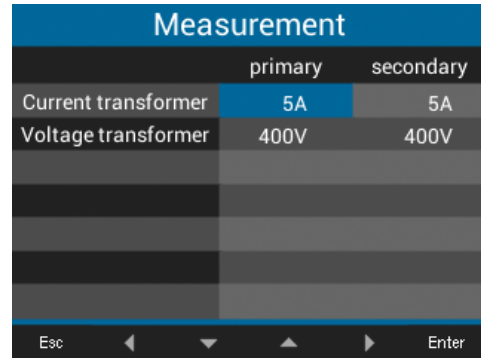 Measurement
primary secondary
Current transformer 5A 5A
Voltage transformer 400V 400V
Esc Enter